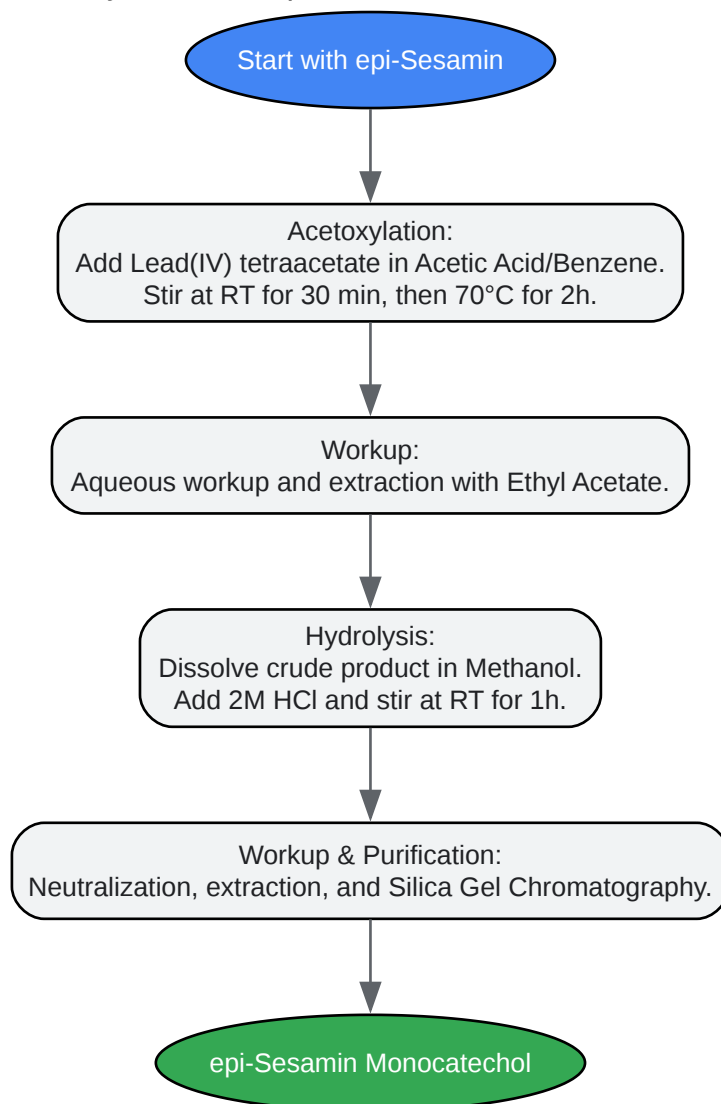 Start with epi-Sesamin
Acetoxylation:
Add Lead(IV) tetraacetate in Acetic Acid/Benzene.
Stir at RT for 30 min, then 70°C for 2h.
Workup:
Aqueous workup and extraction with Ethyl Acetate.
Hydrolysis:
Dissolve crude product in Methanol.
Add 2M HCl and stir at RT for 1h.
Workup & Purification:
Neutralization, extraction, and Silica Gel Chromatography.
epi-Sesamin Monocatechol